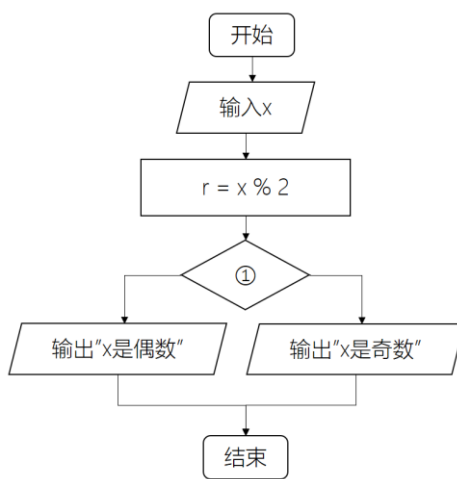 开始
输入x
r = x % 2
①
输出"x是偶数"
输出"x是奇数"
结束